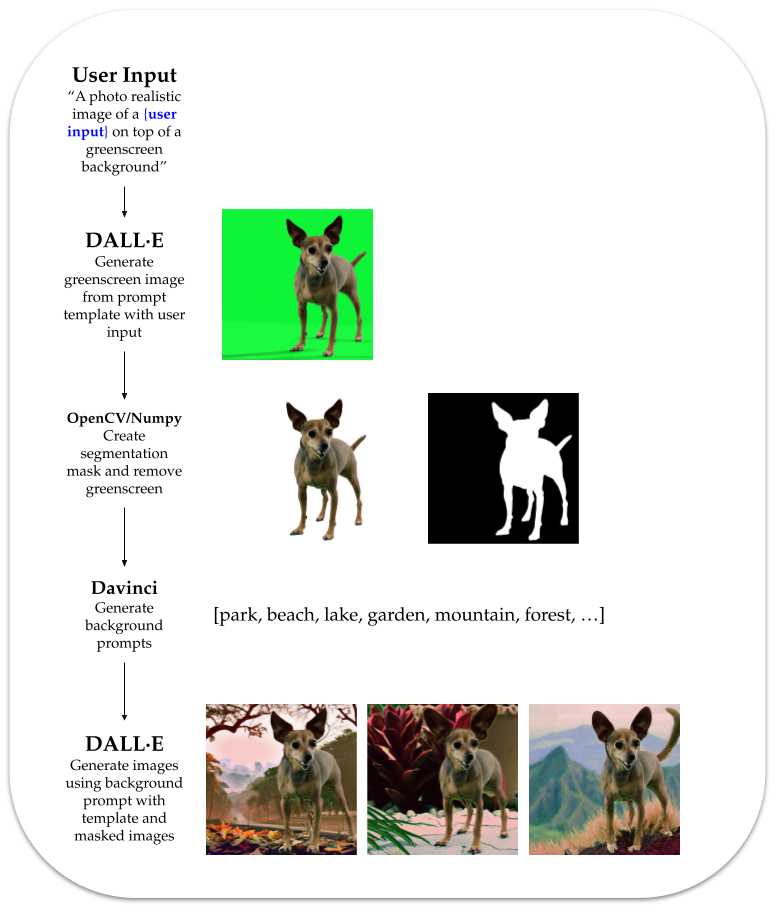 User Input
“A photo realistic
image of a {user
input} on top of a
greenscreen
background”
DALL·E
Generate
greenscreen image
from prompt
template with user
input
OpenCV/Numpy
Create
segmentation
mask and remove
greenscreen
Davinci
Generate
background
prompts
[park, beach, lake, garden, mountain, forest, …]
DALL·E
Generate images
using background
prompt with
template and
masked images